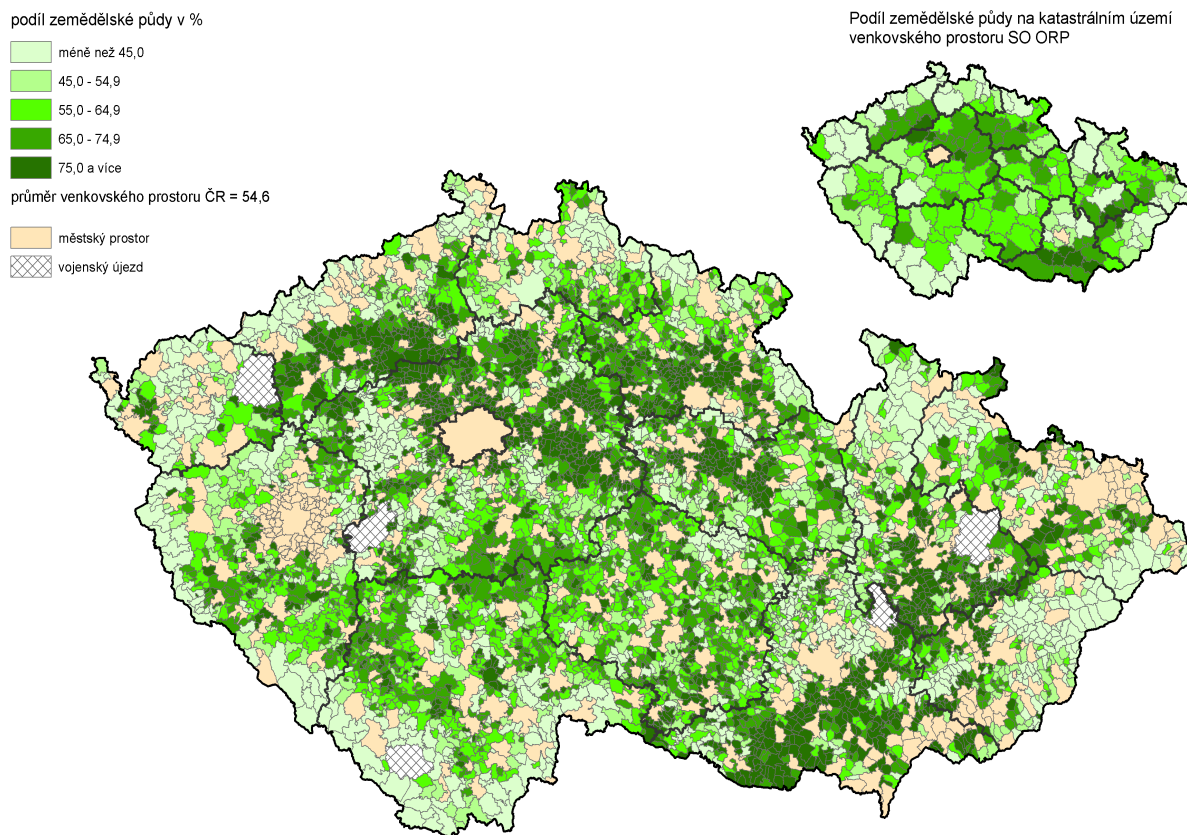 podíl zemědělské půdy v %
méně než 45,0
45,0 - 54,9
55,0 - 64,9
65,0 - 74,9
75,0 a více
průměr venkovského prostoru ČR = 54,6
městský prostor
vojenský újezd
Podíl zemědělské půdy na katastrálním území
venkovského prostoru SO ORP